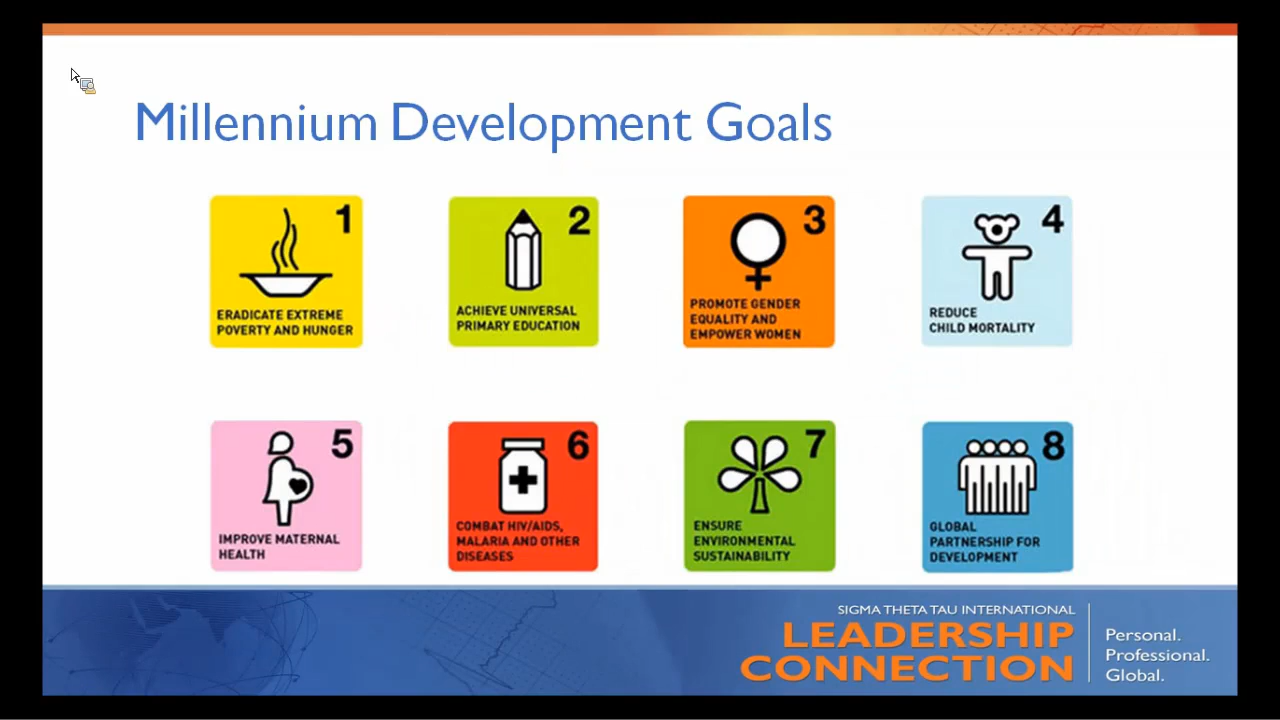 Millennium Development Goals
1
ERADICATE EXTREME
POVERTY AND HUNGER
2
ACHIEVE UNIVERSAL
PRIMARY EDUCATION
3
PROMOTE GENDER
EQUALITY AND
EMPOWER WOMEN
4
REDUCE
CHILD MORTALITY
5
IMPROVE MATERNAL
HEALTH
6
COMBAT HIV/AIDS,
MALARIA AND OTHER
DISEASES
7
ENSURE
ENVIRONMENTAL
SUSTAINABILITY
8
GLOBAL
PARTNERSHIP FOR
DEVELOPMENT
SIGMA THETA TAU INTERNATIONAL
LEADERSHIP
CONNECTION
Personal.
Professional.
Global.